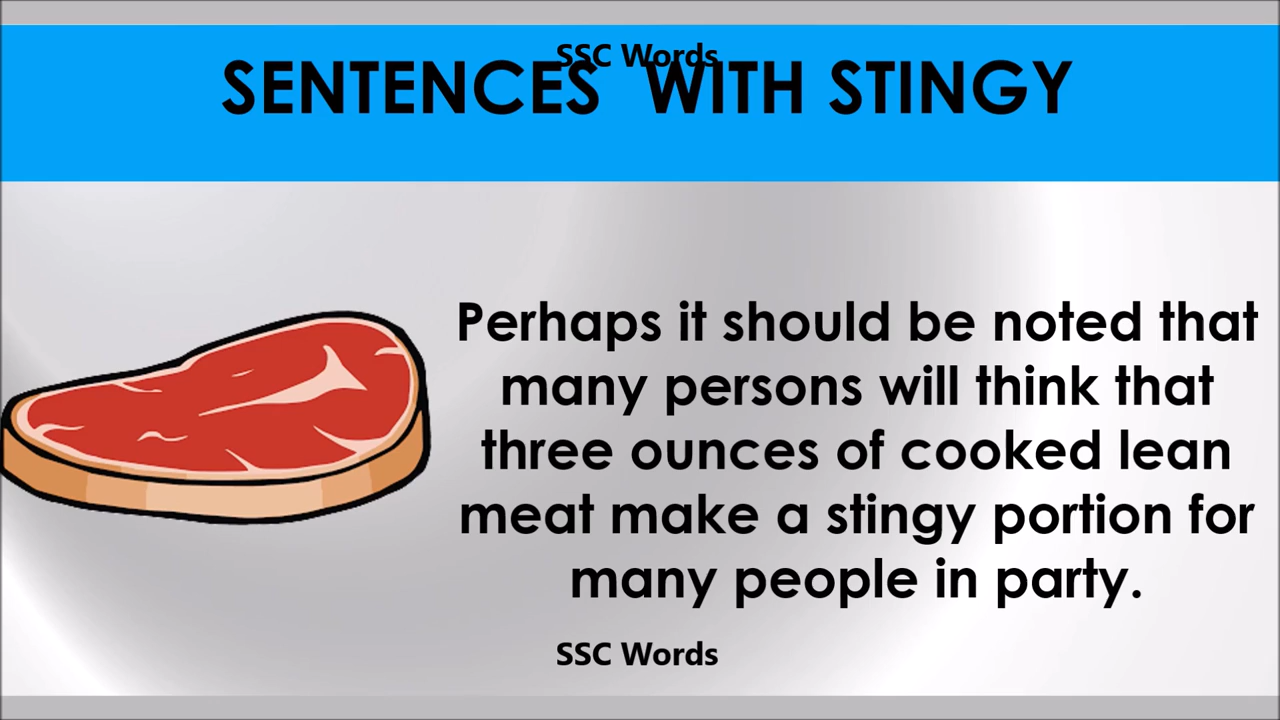 SSC Words
SENTENCES WITH STINGY
Perhaps it should be noted that
many persons will think that
three ounces of cooked lean
meat make a stingy portion for
many people in party.
SSC Words